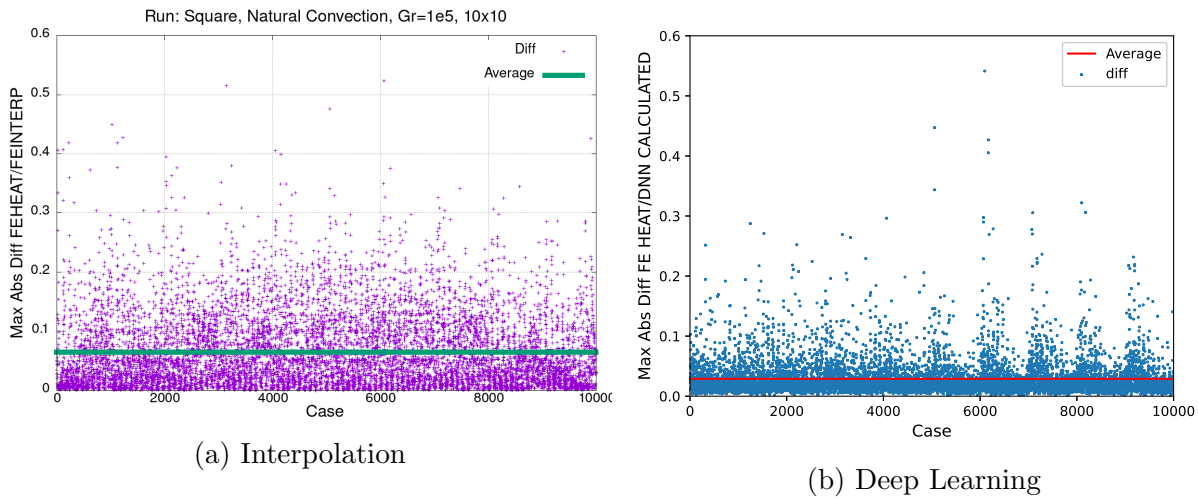 Run: Square, Natural Convection, Gr=1e5, 10x10
Max Abs Diff FEHEAT/FEINTERP
0.6
0.5
0.4
0.3
0.2
0.1
0
Diff
Average
0 2000 4000 6000 8000 10000
Case
(a) Interpolation
Max Abs Diff FE HEAT/DNN CALCULATED
0.6
0.5
0.4
0.3
0.2
0.1
0.0
Average
diff
0 2000 4000 6000 8000 10000
Case
(b) Deep Learning